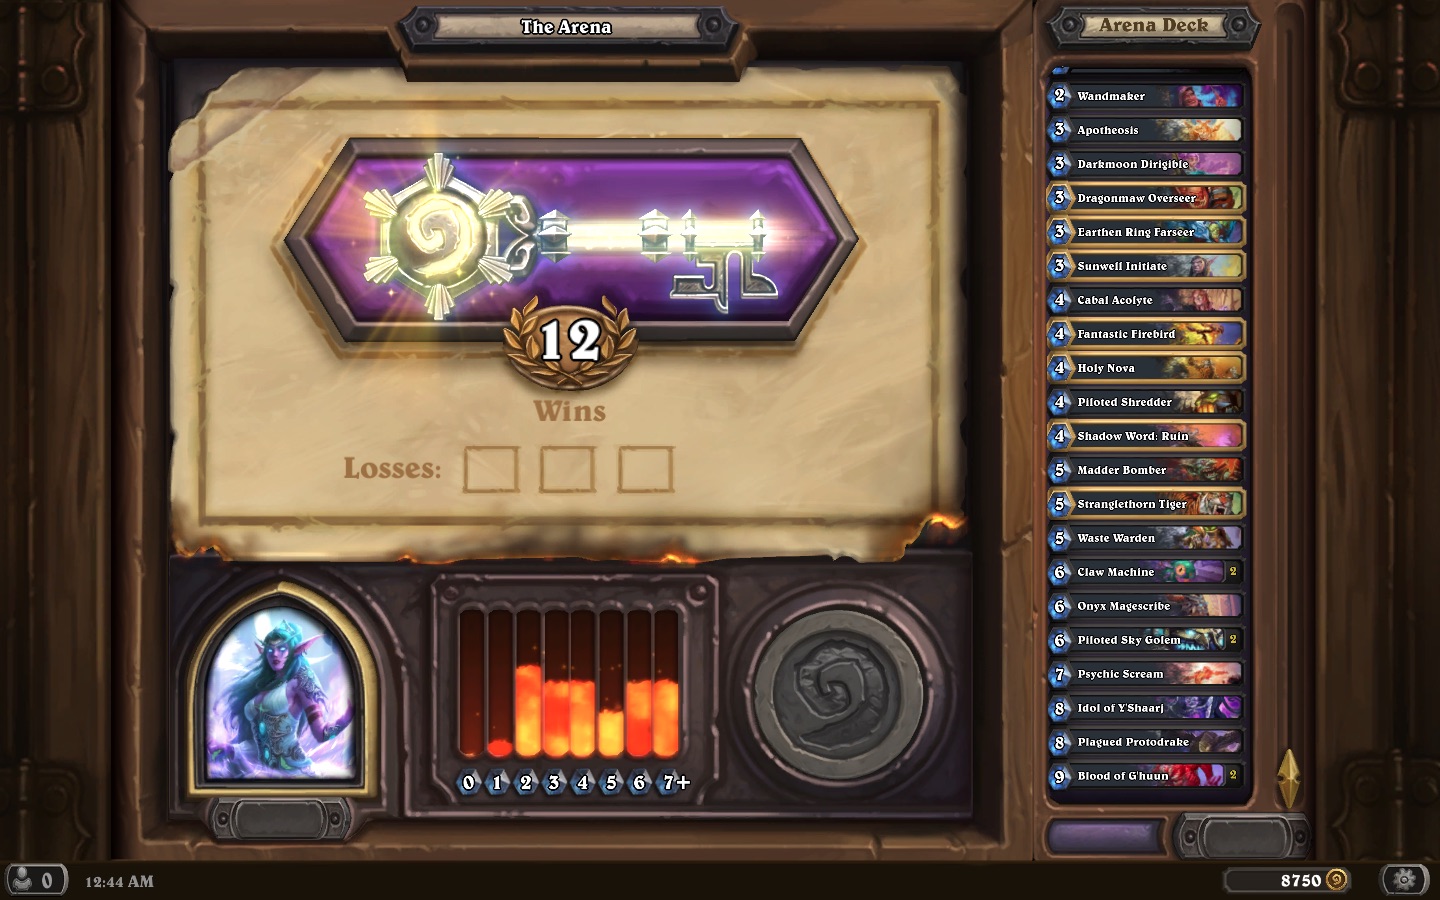 The Arena
Arena Deck
2 Wandmaker
3 Apotheosis
3 Darkmoon Dirigible
3 Dragonmaw Overseer
3 Earthen Ring Farseer
3 Sunwell Initiate
4 Cabal Acolyte
4 Fantastic Firebird
4 Holy Nova
4 Piloted Shredder
4 Shadow Word: Ruin
5 Madder Bomber
5 Stranglethorn Tiger
5 Waste Warden
6 Claw Machine 2
6 Onyx Magescribe
6 Piloted Sky Golem 2
7 Psychic Scream
8 Idol of Y'Shaarj
8 Plagued Protodrake
9 Blood of G'huun 2
12
Wins
Losses:
0 1 2 3 4 5 6 7+
0
12:44 AM
8750